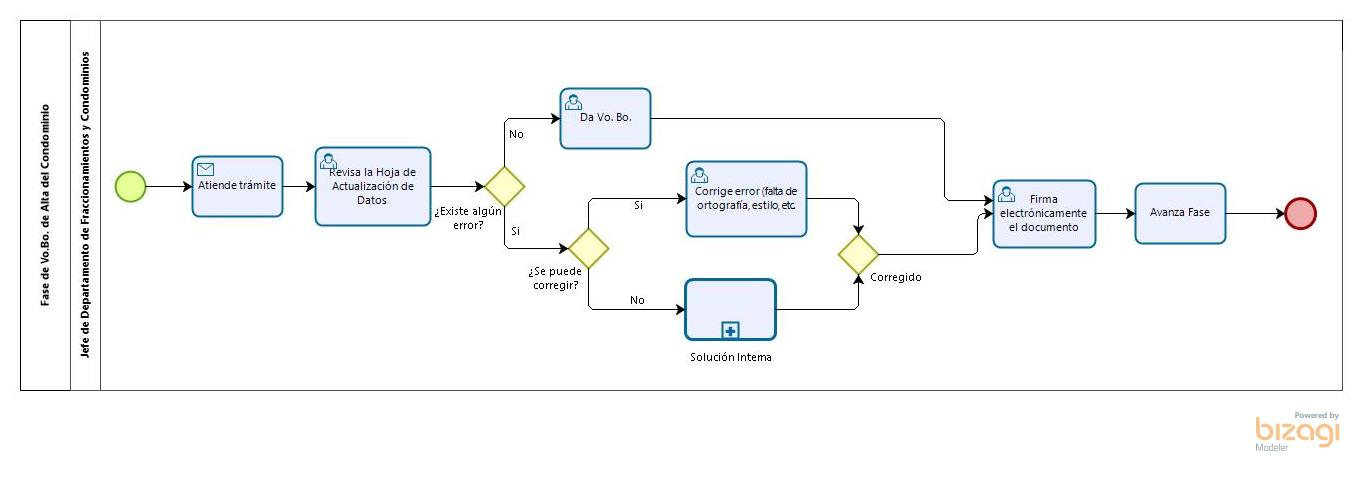 Fase de Vo.Bo. de Alta del Condominio
Jefe de Departamento de Fraccionamientos y Condominios
Atiende trámite
Revisa la Hoja de
Actualización de
Datos
¿Existe algún
error?
No
Si
Da Vo. Bo.
¿Se puede
corregir?
Si
No
Corrige error (falta de
ortografía, estilo, etc.
Solución Interna
Corregido
Firma
electrónicamente
el documento
Avanza Fase
Powered by
bizagi
Modeler